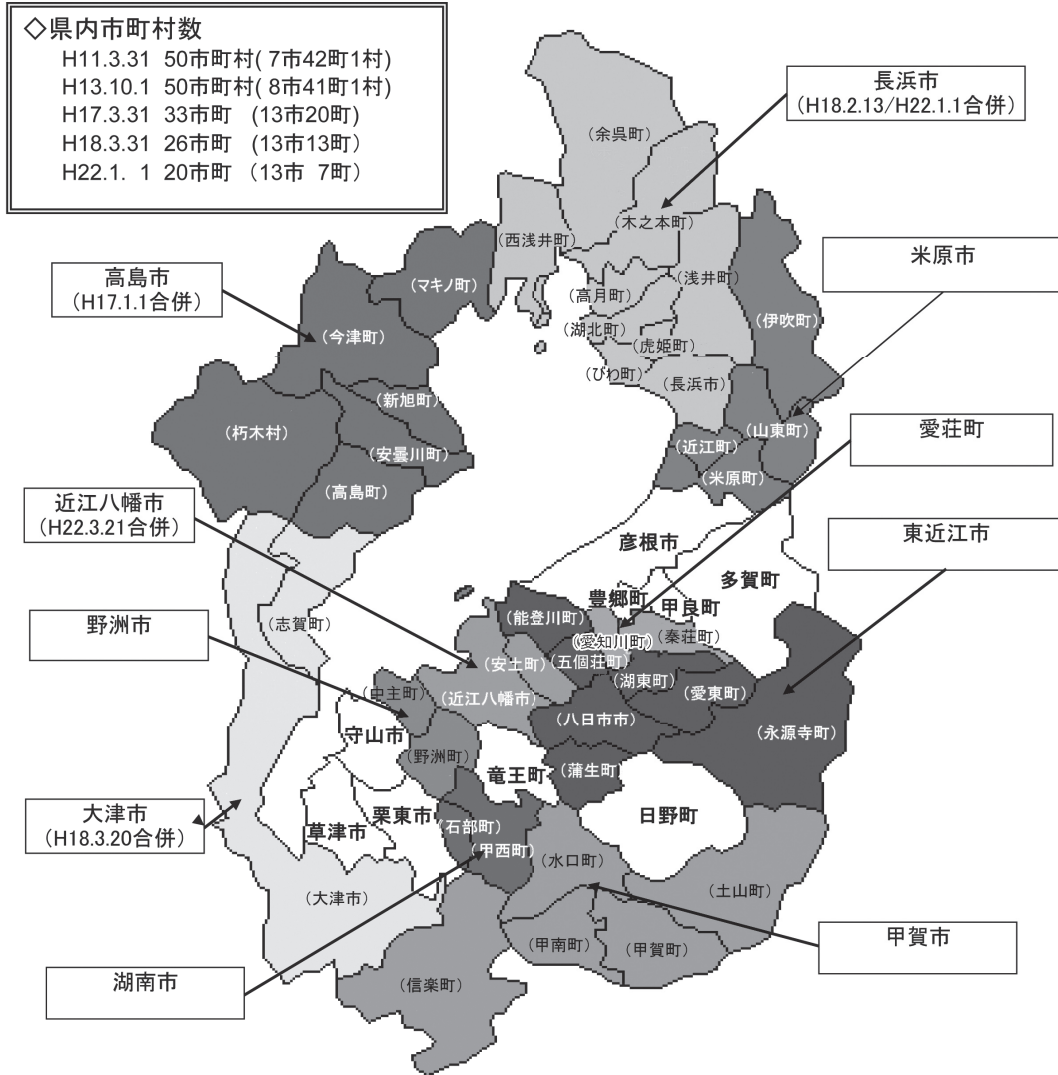 ◇県内市町村数
H11.3.31 50市町村( 7市42町1村)
H13.10.1 50市町村( 8市41町1村)
H17.3.31 33市町 (13市20町)
H18.3.31 26市町 (13市13町)
H22.1. 1 20市町 (13市 7町)
長浜市
(H18.2.13/H22.1.1合併)
(余呉町)
(木之本町)
(西浅井町)
米原市
高島市
(H17.1.1合併)
(マキノ町)
(高月町)
(浅井町)
(今津町)
(湖北町)
(伊吹町)
(虎姫町)
(びわ町)
(長浜市)
(新旭町)
(朽木村)
(山東町)
愛荘町
(近江町)
(安曇川町)
(米原町)
(高島町)
近江八幡市
(H22.3.21合併)
東近江市
彦根市
多賀町
豊郷町
甲良町
(能登川町)
(志賀町)
野洲市
(愛知川町)
(秦荘町)
(安土町)
(五個荘町)
(湖東町)
(愛東町)
(中主町)
(近江八幡市)
(八日市市)
(永源寺町)
守山市
(野洲町)
竜王町
(蒲生町)
大津市
(H18.3.20合併)
草津市
栗東市
(石部町)
日野町
(甲西町)
(水口町)
(大津市)
(土山町)
甲賀市
(甲南町)
(甲賀町)
湖南市
(信楽町)